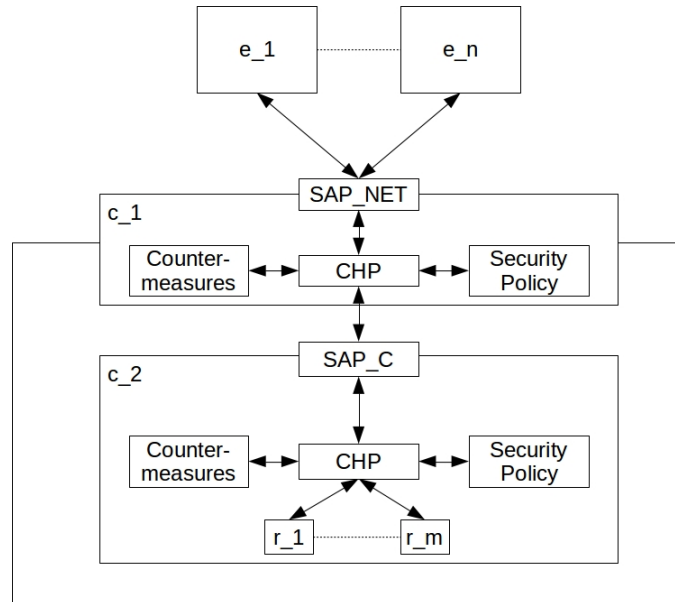 e_1
e_n
SAP_NET
c_1
Counter-
measures
CHP
Security
Policy
SAP_C
c_2
Counter-
measures
CHP
Security
Policy
r_1
r_m